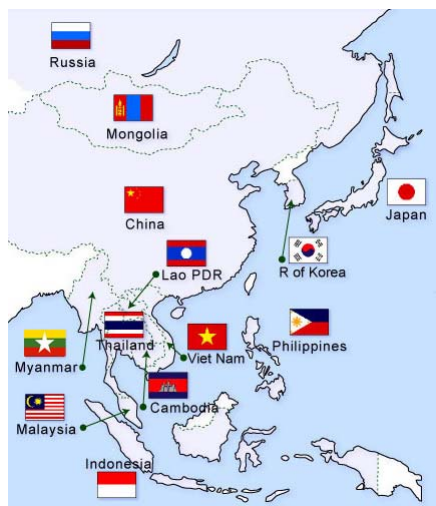 Russia
Mongolia
China
Japan
R of Korea
Lao PDR
Thailand
Viet Nam
Philippines
Myanmar
Cambodia
Malaysia
Indonesia